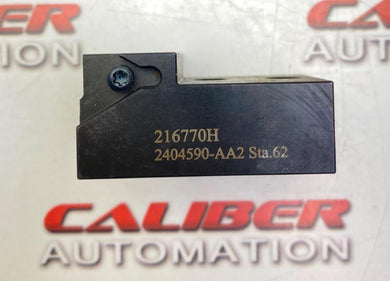 CALIBER
AUTOMATION
216770H
2404590-AA2 Sta.62
CALIBER
AUTOMATION